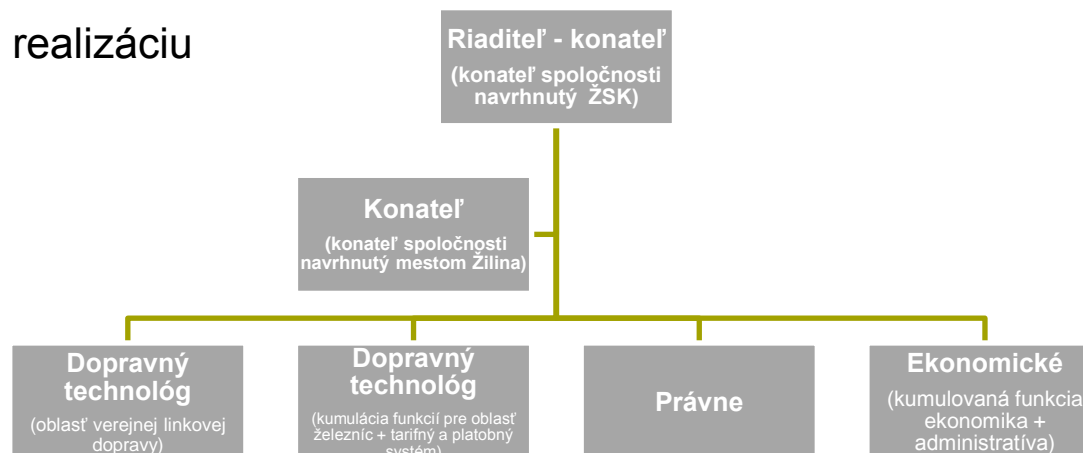 realizáciu
Riaditeľ - konateľ
(konateľ spoločnosti
navrhnutý ŽSK)
Konateľ
(konateľ spoločnosti
navrhnutý mestom Žilina)
Dopravný
technológ
(oblasť verejnej linkovej
dopravy)
Dopravný
technológ
(kumulácia funkcií pre oblasť
železníc + tarifný a platobný
systém)
Právne
Ekonomické
(kumulovaná funkcia
ekonomika +
administratíva)